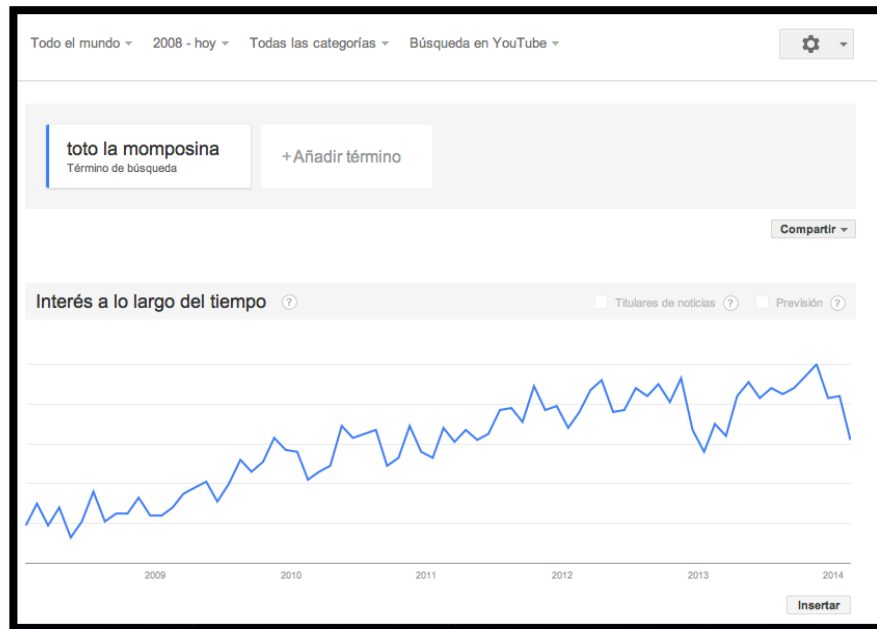 Todo el mundo 2008 - hoy Todas las categorías Búsqueda en YouTube
toto la momposina
Término de búsqueda
+Añadir término
Compartir
Interés a lo largo del tiempo ? Titulares de noticias ? Previsión ?
2009 2010 2011 2012 2013 2014
Insertar